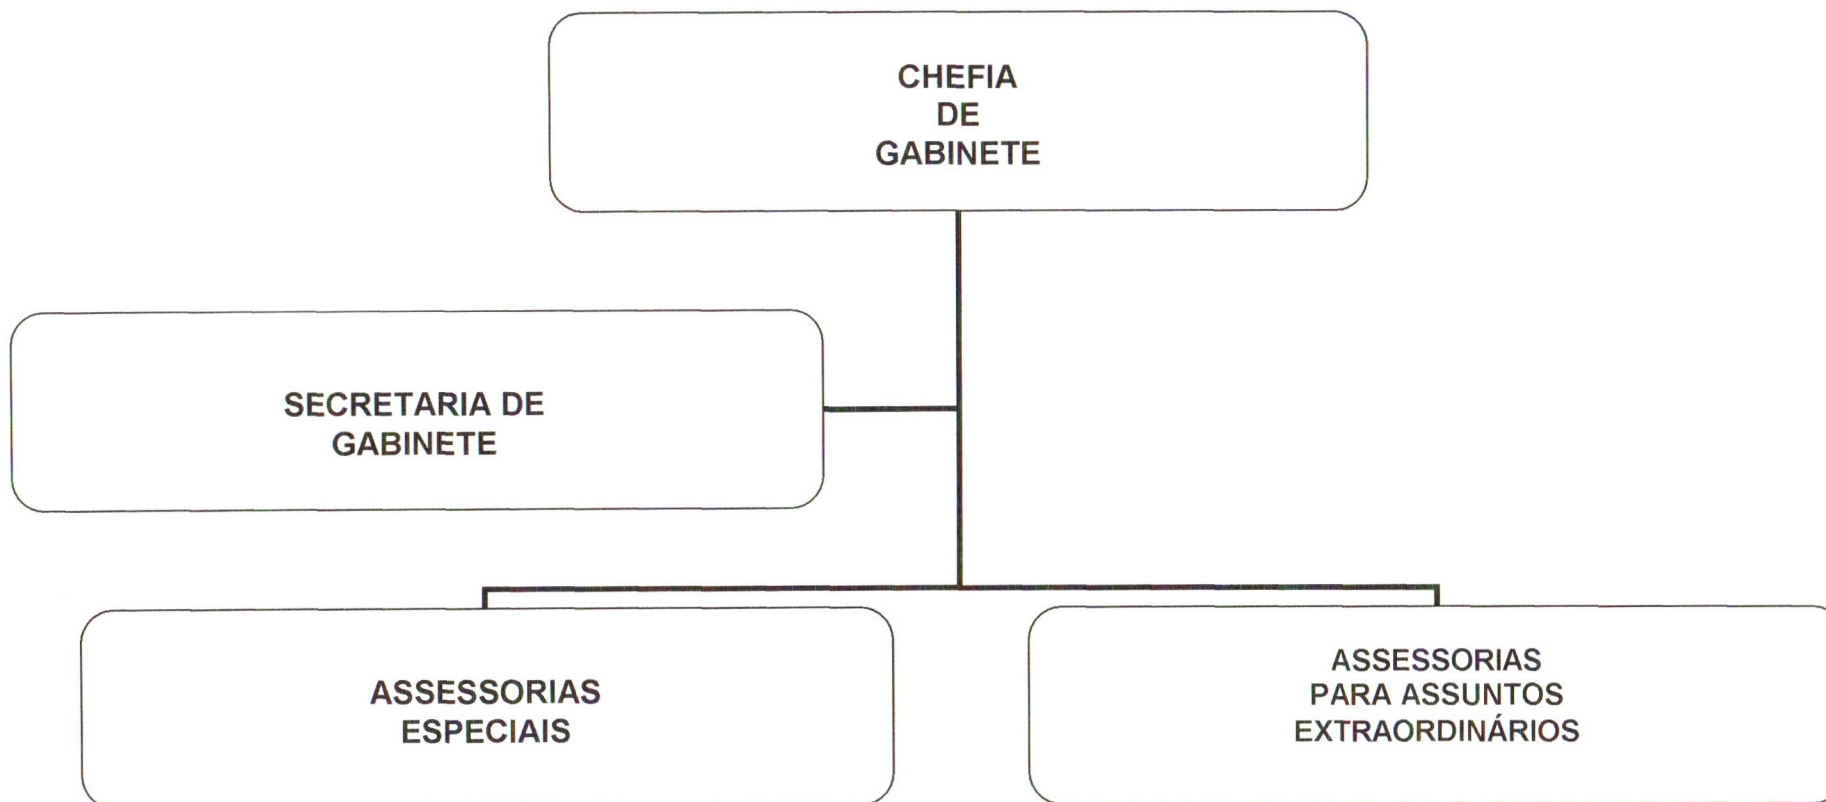 CHEFIA
DE
GABINETE
SECRETARIA DE
GABINETE
ASSESSORIAS
ESPECIAIS
ASSESSORIAS
PARA ASSUNTOS
EXTRAORDINÁRIOS